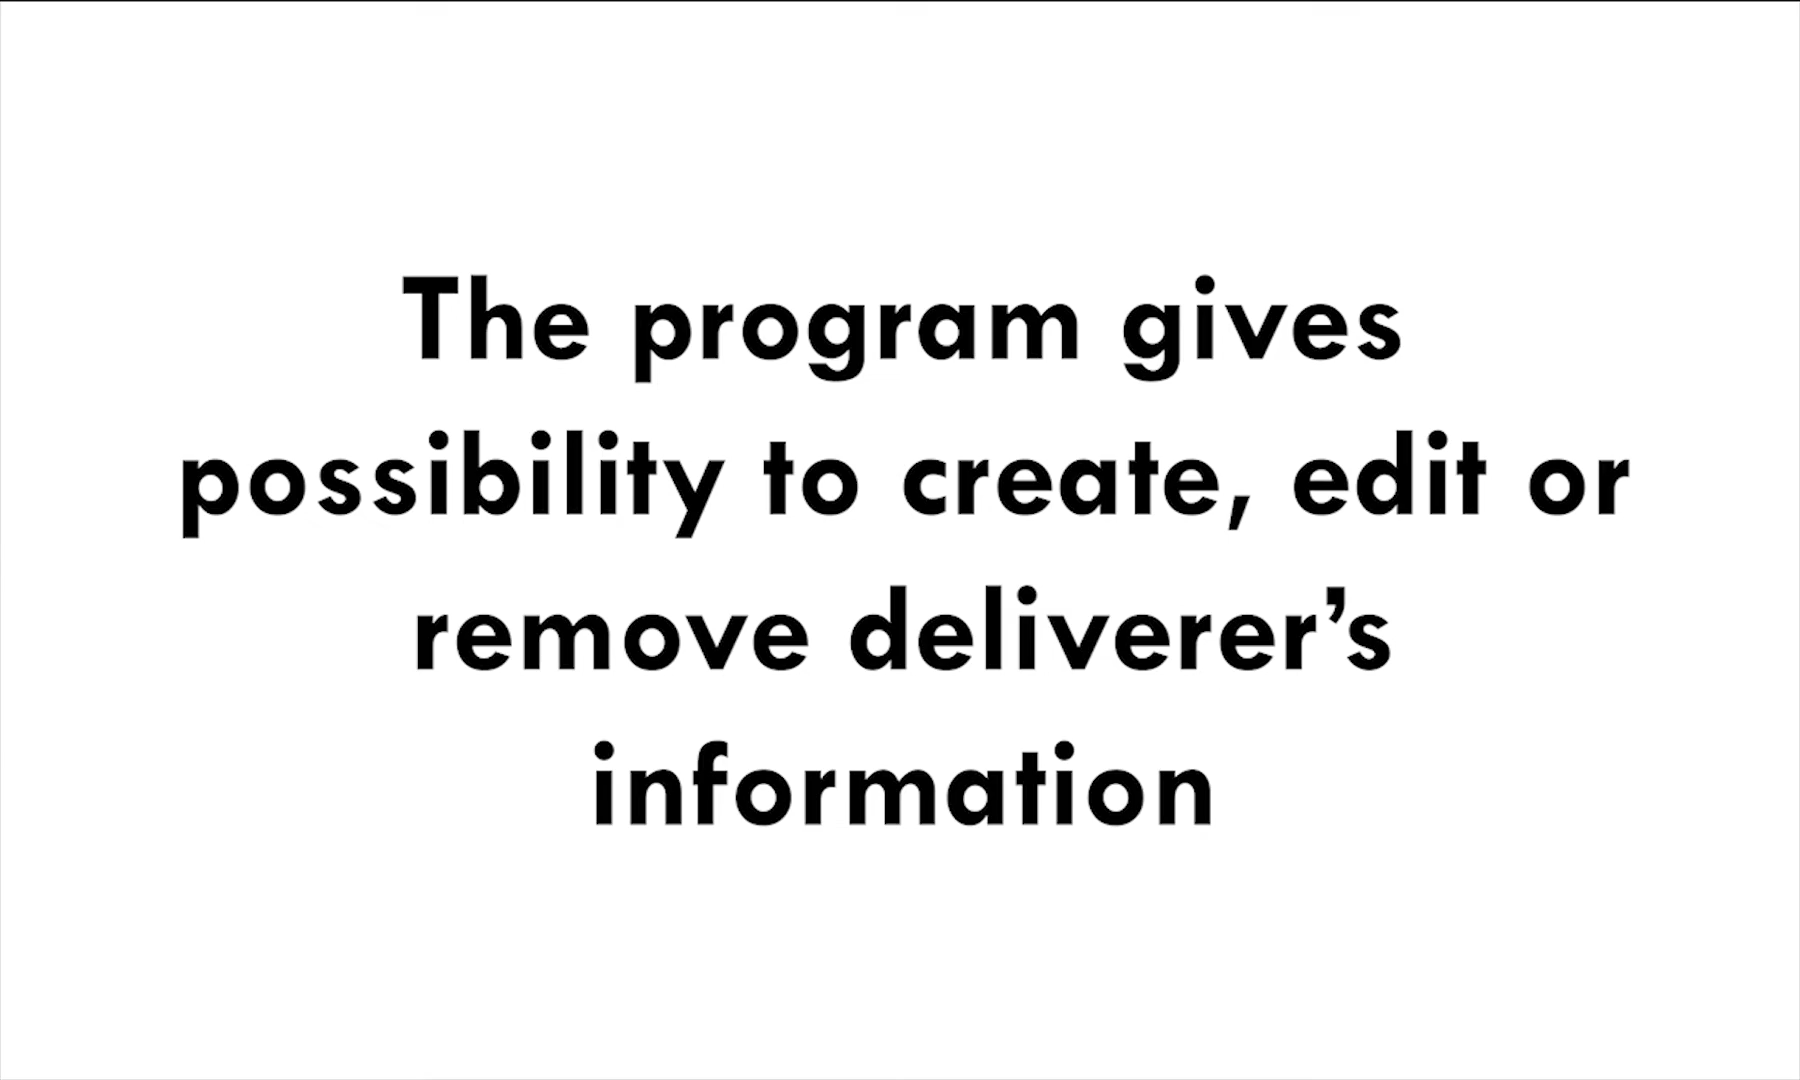 The program gives
possibility to create, edit or
remove deliverer’s
information